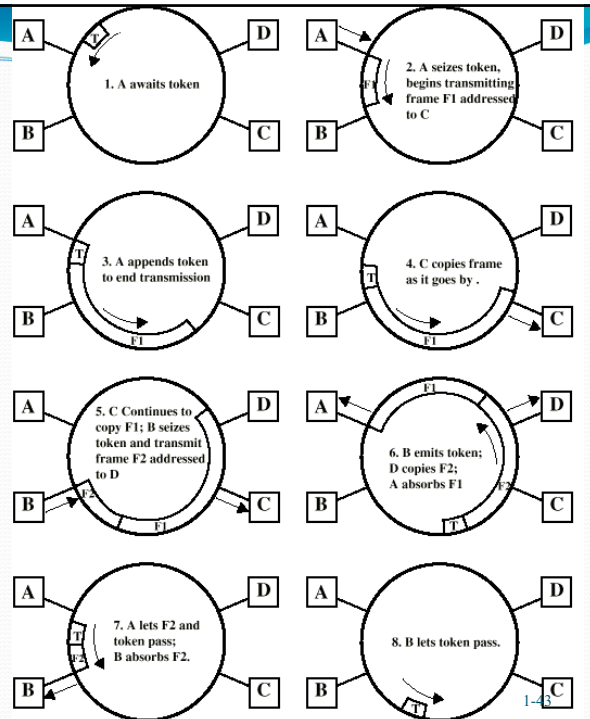 A
D
T
1. A awaits token
B
C
A
D
2. A seizes token,
begins transmitting
frame F1 addressed
to C
F1
B
C
A
D
T
3. A appends token
to end transmission
B
C
F1
A
D
4. C copies frame
as it goes by .
T
B
C
F1
A
D
5. C Continues to
copy F1; B seizes
token and transmit
frame F2 addressed
to D
B
F2
C
F1
F1
A
D
6. B emits token;
D copies F2;
A absorbs F1
F2
B
C
T
A
D
7. A lets F2 and
token pass;
B absorbs F2.
T
F2
B
C
A
D
8. B lets token pass.
B
C
T
1-43